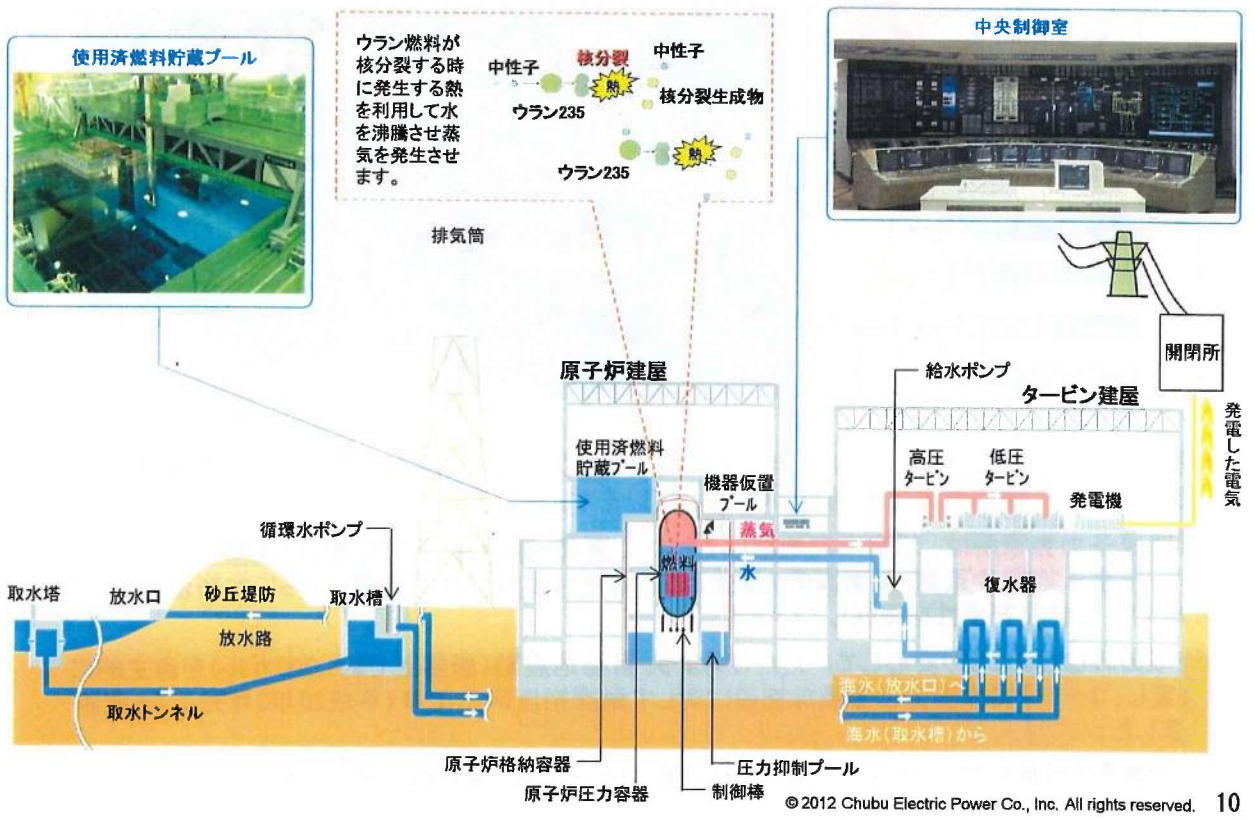 使用済燃料貯蔵プール
ウラン燃料が
核分裂する時
に発生する熱
を利用して水
を沸騰させ蒸
気を発生させ
ます。
中性子
核分裂
中性子
熱
核分裂生成物
ウラン235
熱
ウラン235
中央制御室
排気筒
開閉所
発電した電気
原子炉建屋
給水ポンプ
タービン建屋
使用済燃料
貯蔵プール
機器仮置
プール
高圧
タービン
低圧
タービン
発電機
蒸気
水
燃料
復水器
循環水ポンプ
取水塔
放水口
砂丘堤防
取水槽
放水路
取水トンネル
海水(放水口)へ
海水(取水槽)から
原子炉格納容器
原子炉圧力容器
制御棒
圧力抑制プール
© 2012 Chubu Electric Power Co., Inc. All rights reserved. 10